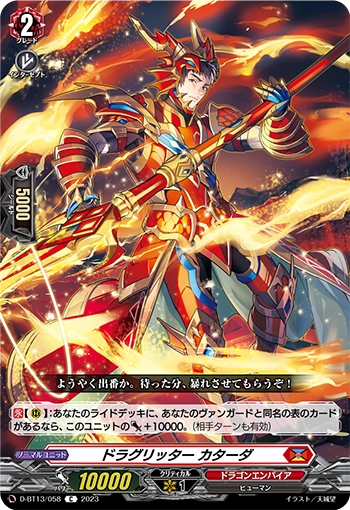 2
グレード
インターセプト
5000
シールド
ようやく出番か。待った分、暴れさせてもらうぞ！
:あなたのライドデッキに、あなたのヴァンガードと同名の表のカード
があるなら、このユニットの+10000。(相手ターンも有効)
ノーマルユニット
ドラグリッター カターダ
パワー
10000
クリティカル
1
ドラゴンエンパイア
ヒューマン
D-BT13/058 C 2023
イラスト/天城望